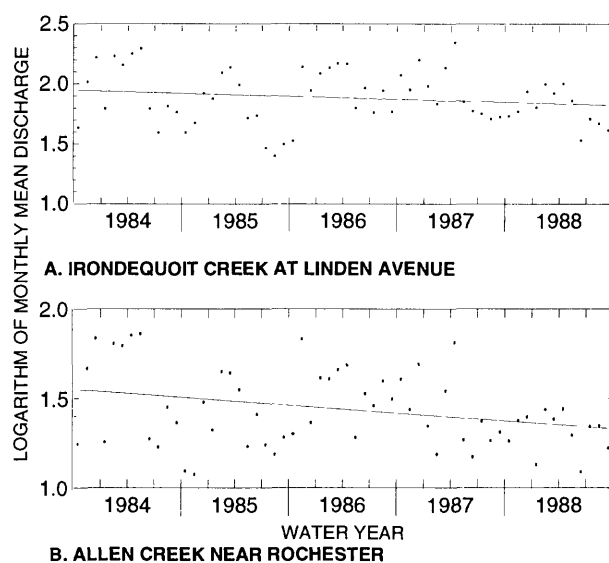 LOGARITHM OF MONTHLY MEAN DISCHARGE
2.5
2.0
1.5
1.0
1984 1985 1986 1987 1988
A. IRONDEQUOIT CREEK AT LINDEN AVENUE
2.0
1.5
1.0
1984 1985 1986 1987 1988
WATER YEAR
B. ALLEN CREEK NEAR ROCHESTER